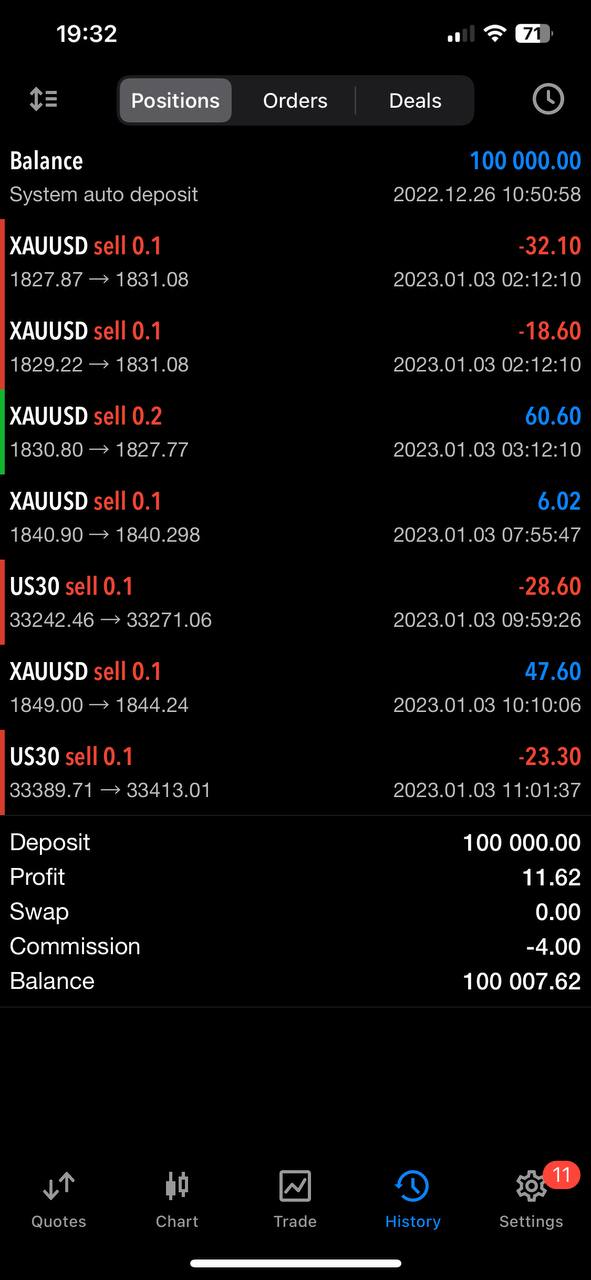 19:32
71
Positions Orders Deals
Balance 100 000.00
System auto deposit 2022.12.26 10:50:58
XAUUSD sell 0.1 -32.10
1827.87 → 1831.08 2023.01.03 02:12:10
XAUUSD sell 0.1 -18.60
1829.22 → 1831.08 2023.01.03 02:12:10
XAUUSD sell 0.2 60.60
1830.80 → 1827.77 2023.01.03 03:12:10
XAUUSD sell 0.1 6.02
1840.90 → 1840.298 2023.01.03 07:55:47
US30 sell 0.1 -28.60
33242.46 → 33271.06 2023.01.03 09:59:26
XAUUSD sell 0.1 47.60
1849.00 → 1844.24 2023.01.03 10:10:06
US30 sell 0.1 -23.30
33389.71 → 33413.01 2023.01.03 11:01:37
Deposit 100 000.00
Profit 11.62
Swap 0.00
Commission -4.00
Balance 100 007.62
11
Quotes Chart Trade History Settings